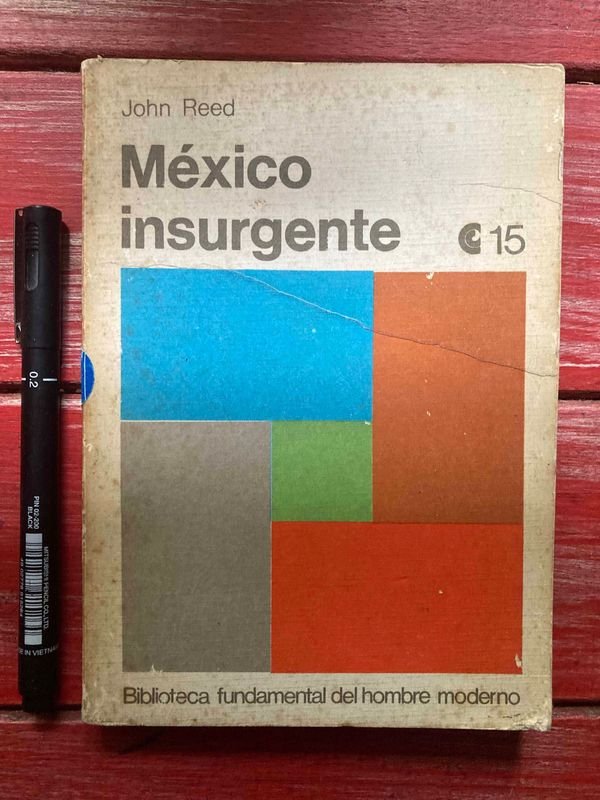 John Reed
México
insurgente
15
Biblioteca fundamental del hombre moderno
0.2
PIN 02-200
BLACK
MITSUBISHI PENCIL CO., LTD.
IN VIETNAM